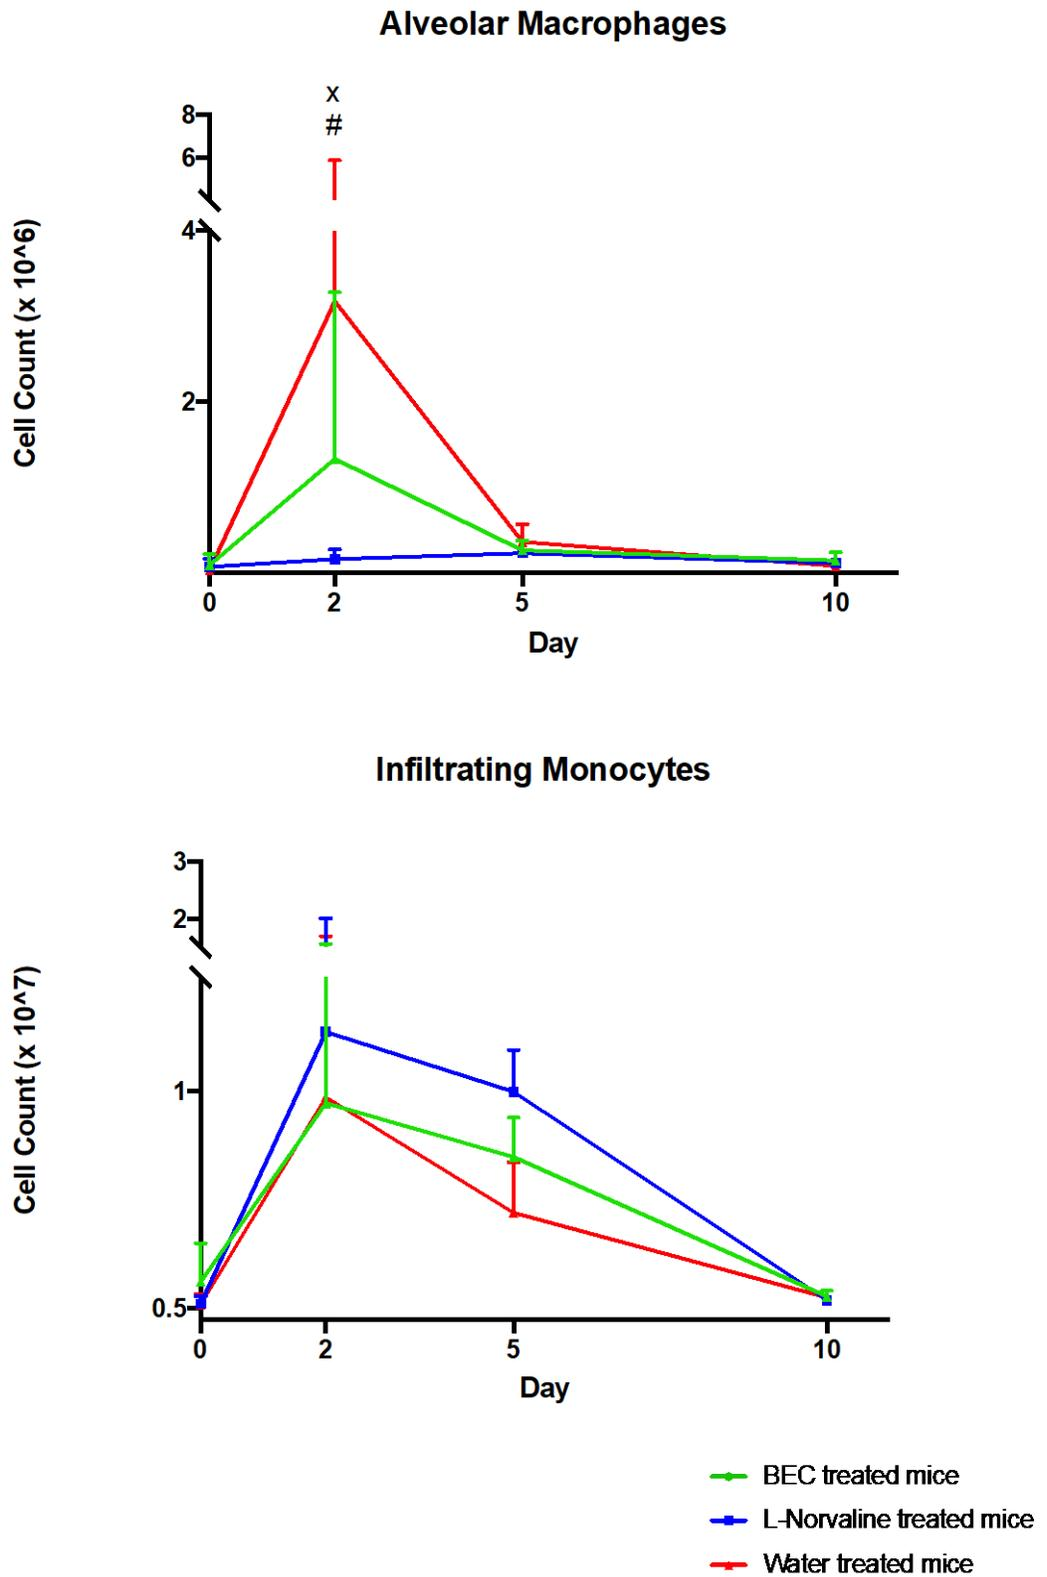 Alveolar Macrophages
x
#
8
6
4
2
Cell Count (x 10^6)
0 2 5 10
Day
Infiltrating Monocytes
3
2
1
0.5
Cell Count (x 10^7)
0 2 5 10
Day
BEC treated mice
L-Norvaline treated mice
Water treated mice